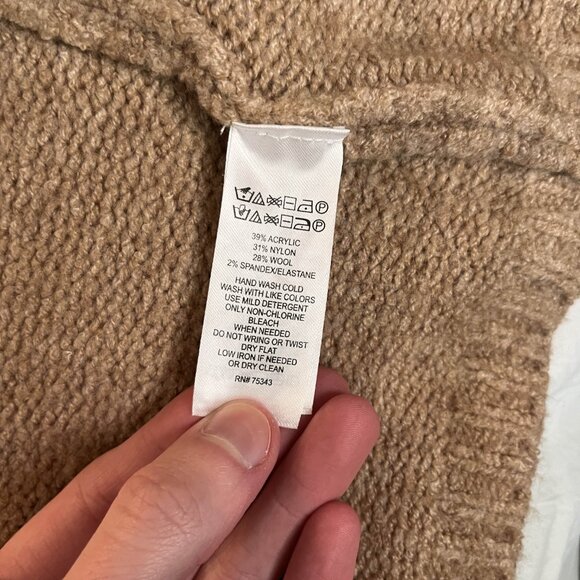 39% ACRYLIC
31% NYLON
28% WOOL
2% SPANDEX/ELASTANE
HAND WASH COLD
WASH WITH LIKE COLORS
USE MILD DETERGENT
ONLY NON-CHLORINE
BLEACH
WHEN NEEDED
DO NOT WRING OR TWIST
DRY FLAT
LOW IRON IF NEEDED
OR DRY CLEAN
RN# 75343